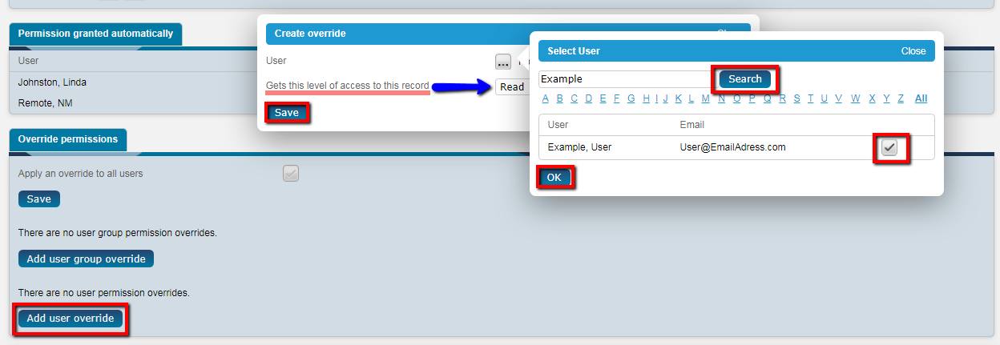 Permission granted automatically
User
Johnston, Linda
Remote, NM
Create override
User
...
Gets this level of access to this record
Read
Save
Select User
Close
Example
Search
A B C D E F G H I J K L M N O P Q R S T U V W X Y Z All
User Email
Example, User User@EmailAdress.com
OK
Override permissions
Apply an override to all users
Save
There are no user group permission overrides.
Add user group override
There are no user permission overrides.
Add user override